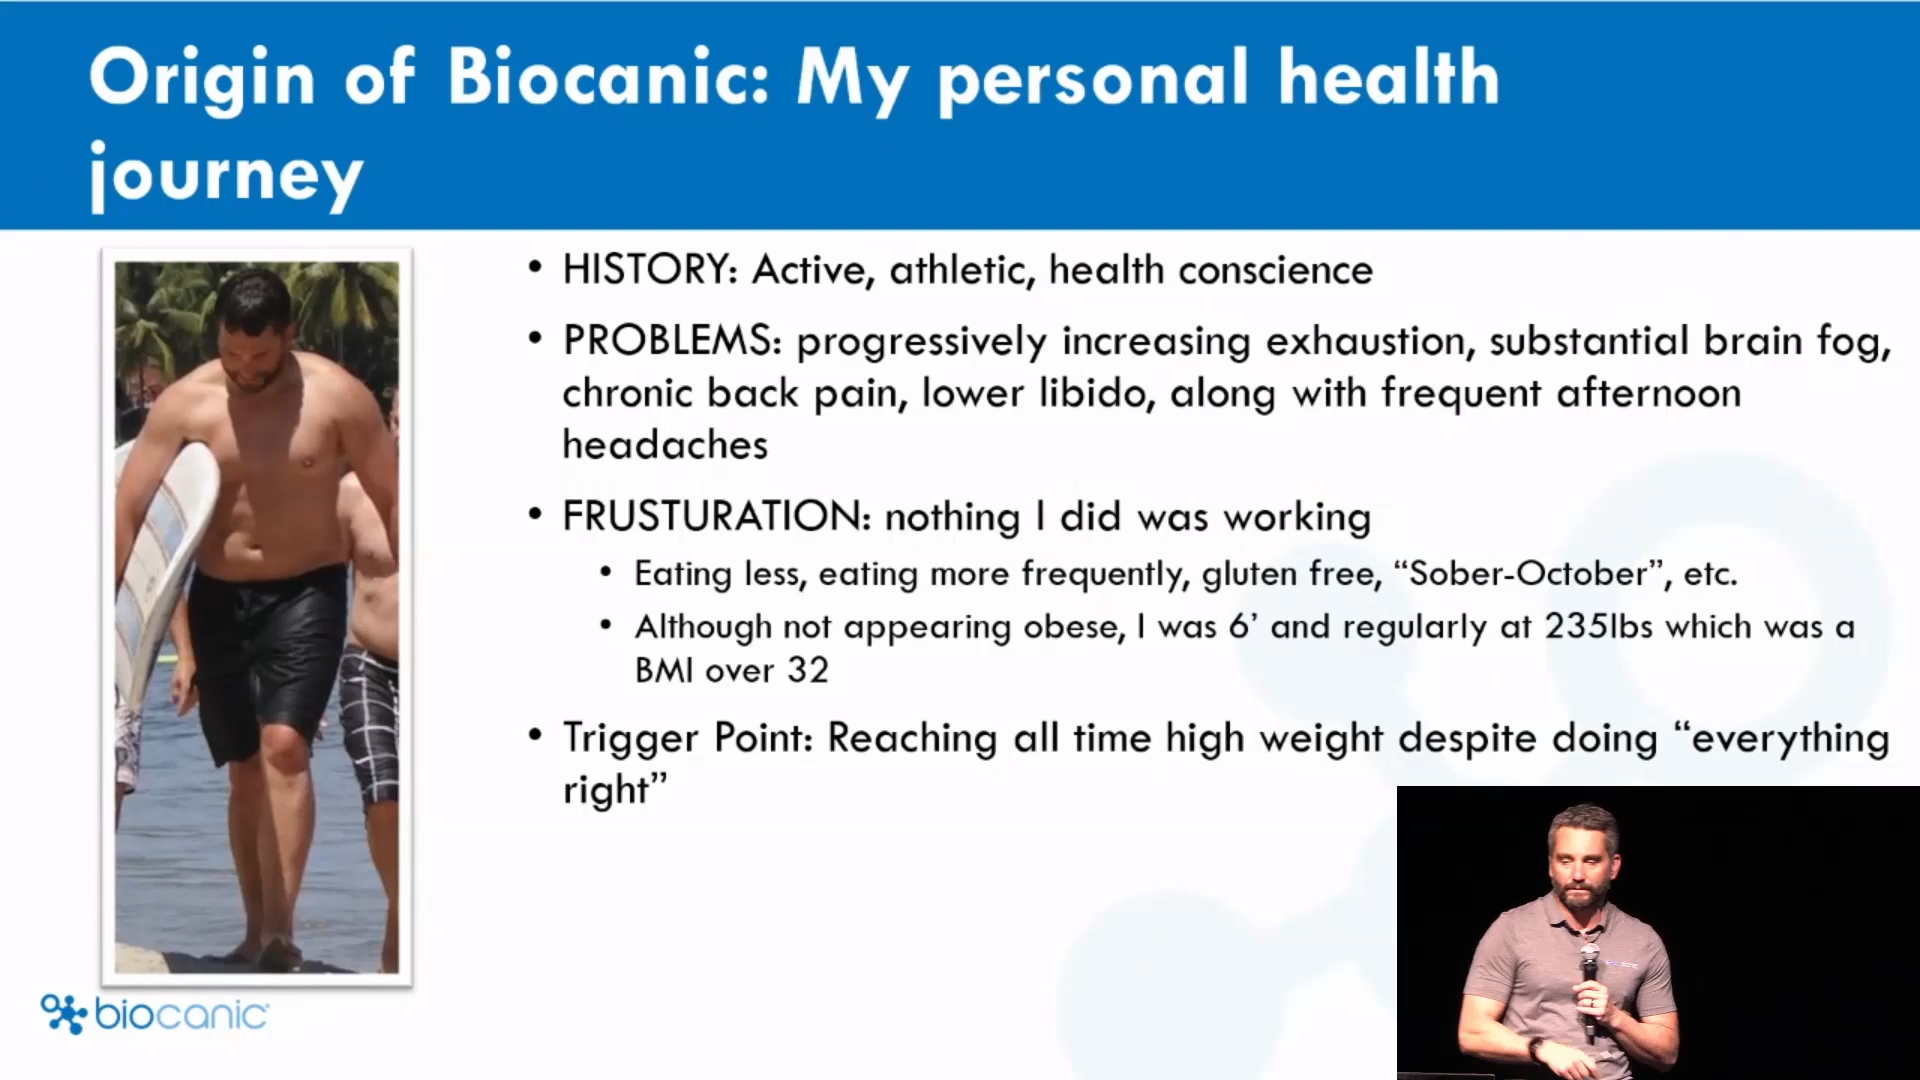 Origin of Biocanic: My personal health
journey
• HISTORY: Active, athletic, health conscience
• PROBLEMS: progressively increasing exhaustion, substantial brain fog,
chronic back pain, lower libido, along with frequent afternoon
headaches
• FRUSTURATION: nothing I did was working
• Eating less, eating more frequently, gluten free, “Sober-October”, etc.
• Although not appearing obese, I was 6’ and regularly at 235lbs which was a
BMI over 32
• Trigger Point: Reaching all time high weight despite doing “everything
right”
biocanic